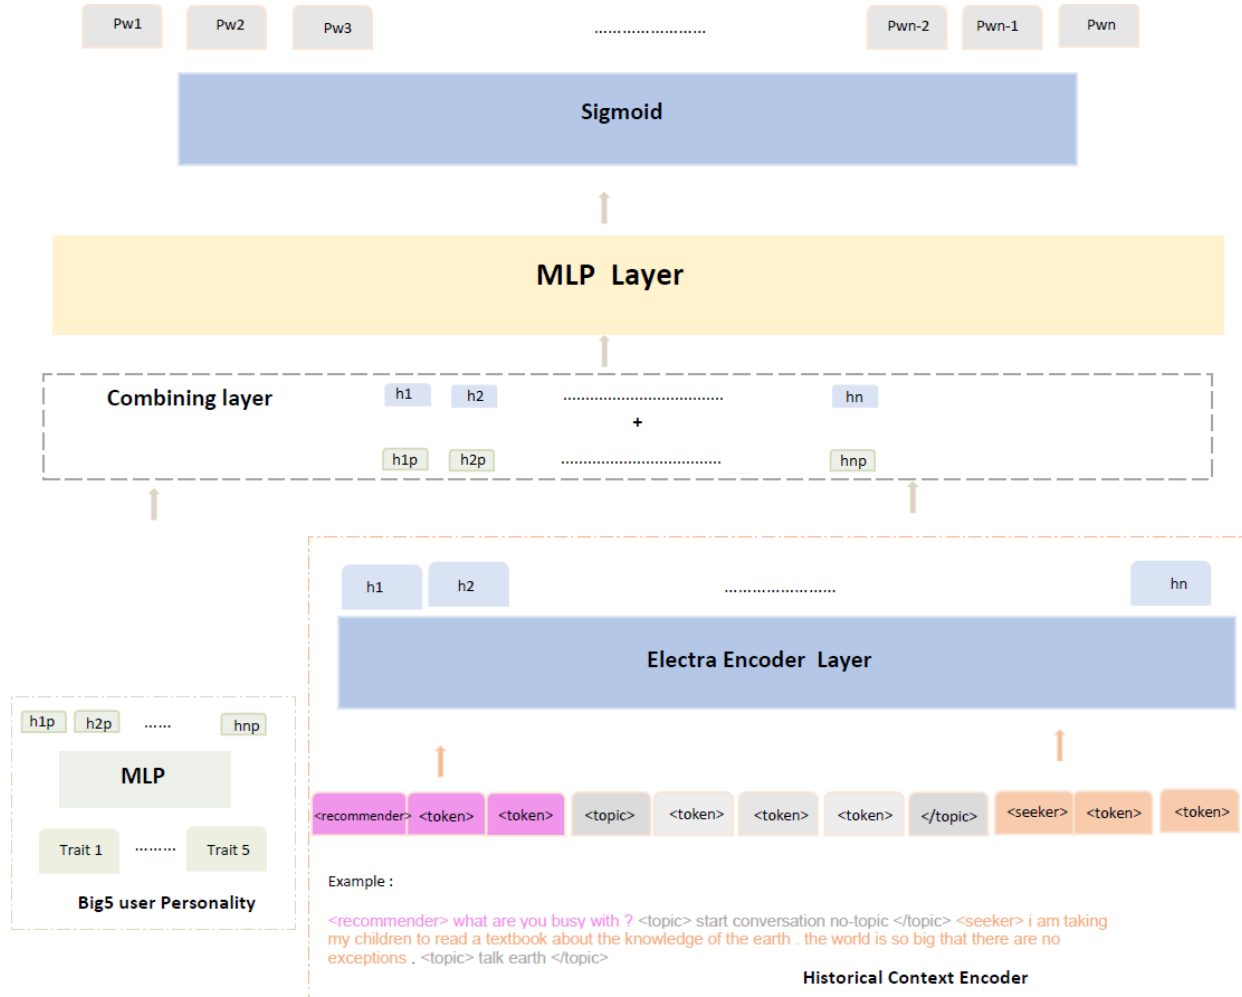 Pw1 Pw2 Pw3 ........................ Pwn-2 Pwn-1 Pwn
Sigmoid
MLP Layer
Combining layer
h1 h2 .................................... hn
+
h1p h2p .................................... hnp
h1 h2 ........................ hn
Electra Encoder Layer
h1p h2p ...... hnp
MLP
Trait 1 ......... Trait 5
Big5 user Personality
<recommender> <token> <token> <topic> <token> <token> <token> </topic> <seeker> <token> <token>
Example :
<recommender> what are you busy with ? <topic> start conversation no-topic </topic> <seeker> i am taking
my children to read a textbook about the knowledge of the earth . the world is so big that there are no
exceptions . <topic> talk earth </topic>
Historical Context Encoder